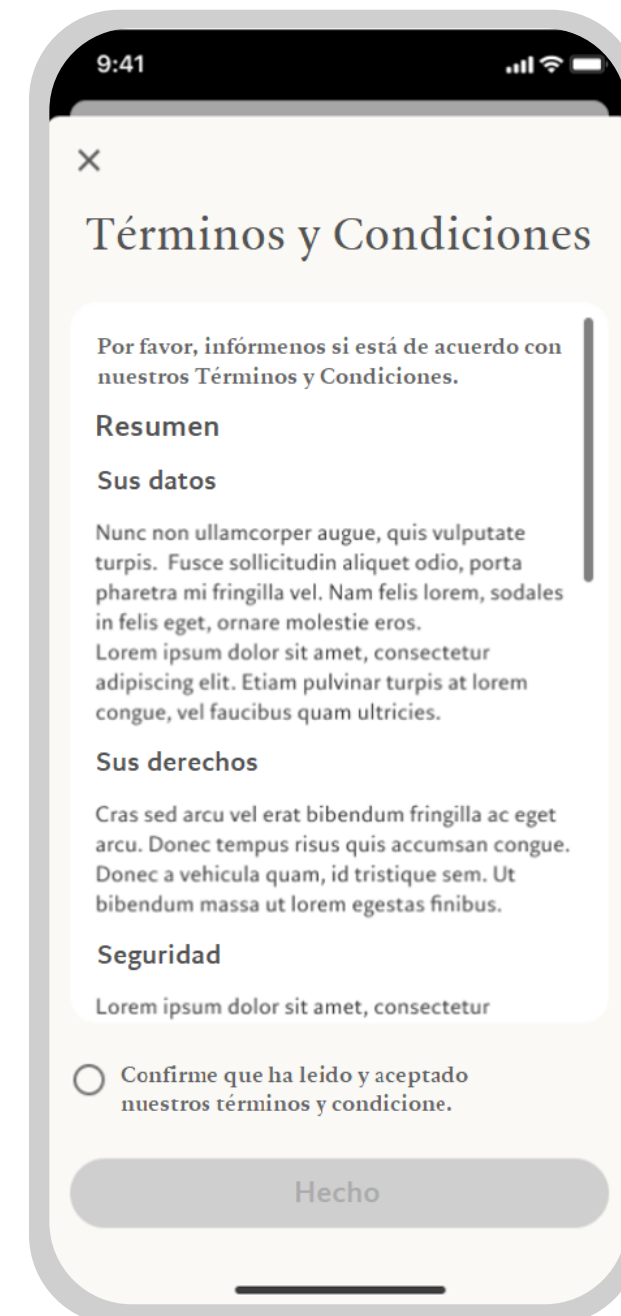 9:41
Términos y Condiciones
Por favor, infórmenos si está de acuerdo con
nuestros Términos y Condiciones.
Resumen
Sus datos
Nunc non ullamcorper augue, quis vulputate
turpis.  Fusce sollicitudin aliquet odio, porta
pharetra mi fringilla vel. Nam felis lorem, sodales
in felis eget, ornare molestie eros.
Lorem ipsum dolor sit amet, consectetur
adipiscing elit. Etiam pulvinar turpis at lorem
congue, vel faucibus quam ultricies.
Sus derechos
Cras sed arcu vel erat bibendum fringilla ac eget
arcu. Donec tempus risus quis accumsan congue.
Donec a vehicula quam, id tristique sem. Ut
bibendum massa ut lorem egestas finibus.
Seguridad
Lorem ipsum dolor sit amet, consectetur
Confirme que ha leido y aceptado
nuestros términos y condicione.
Hecho